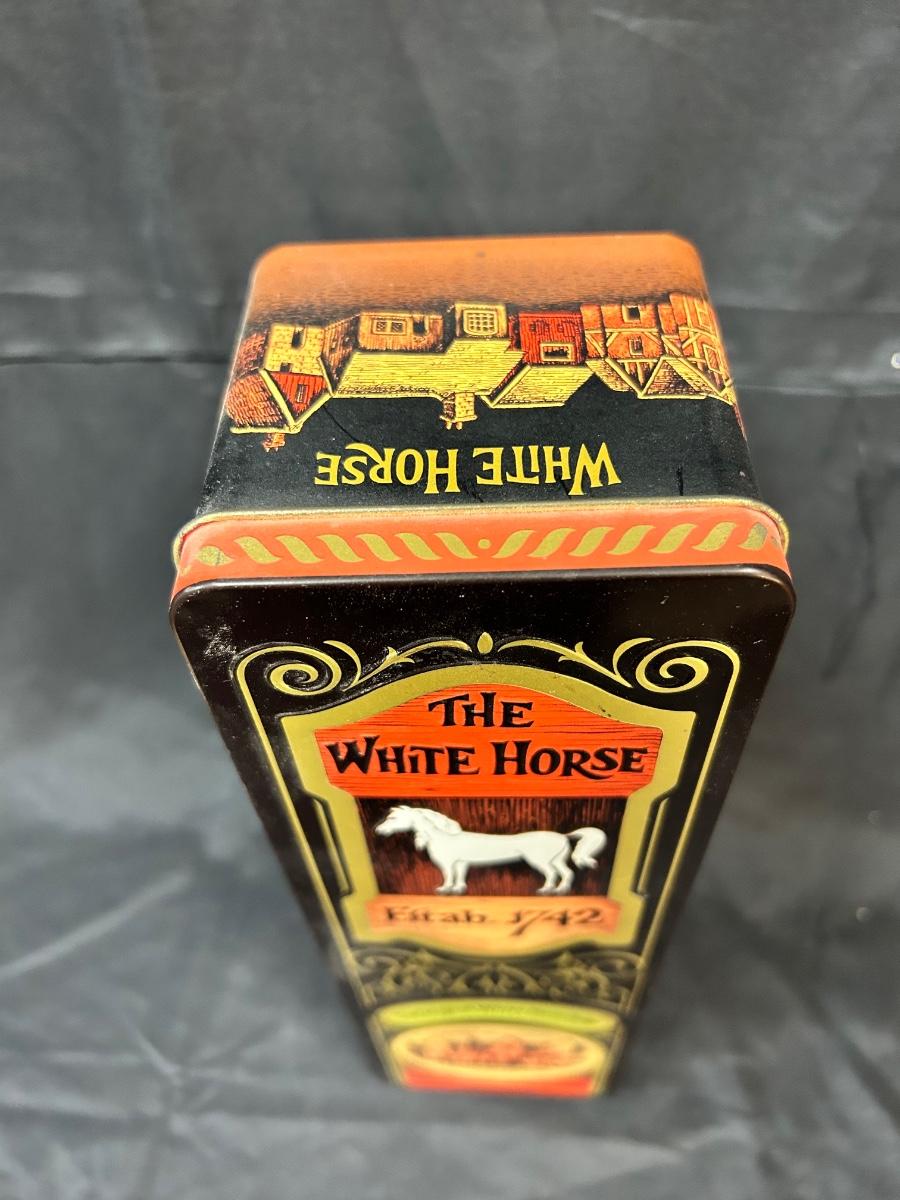 WHITE HORSE
THE
WHITE HORSE
Estab. 1742